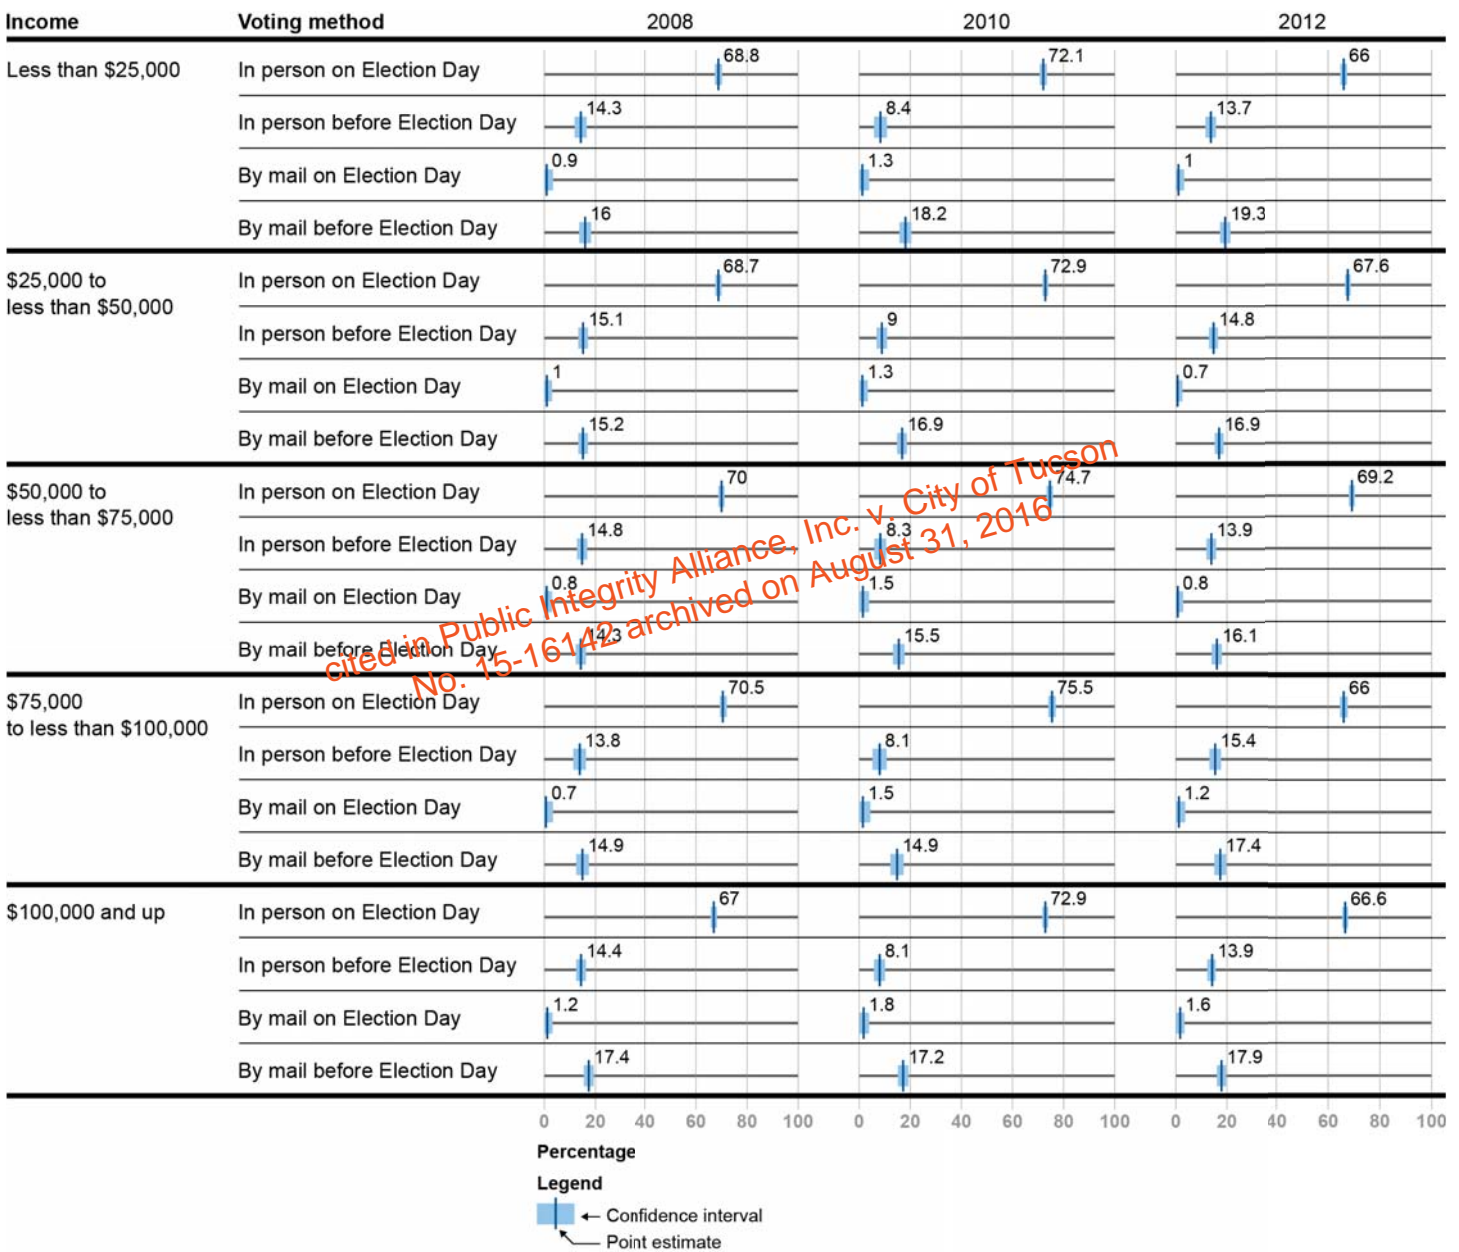 Income Voting method 2008 2010 2012
Less than $25,000 In person on Election Day 68.8 72.1 66
In person before Election Day 14.3 8.4 13.7
By mail on Election Day 0.9 1.3 1
By mail before Election Day 16 18.2 19.3
$25,000 to
less than $50,000
In person on Election Day 68.7 72.9 67.6
In person before Election Day 15.1 9 14.8
By mail on Election Day 1 1.3 0.7
By mail before Election Day 15.2 16.9 16.9
$50,000 to
less than $75,000
In person on Election Day 70 74.7 69.2
In person before Election Day 14.8 8.3 13.9
By mail on Election Day 0.8 1.5 0.8
By mail before Election Day 14.3 15.5 16.1
cited in Public Integrity Alliance, Inc. v. City of Tucson
No. 15-16142 archived on August 31, 2016
$75,000
to less than $100,000
In person on Election Day 70.5 75.5 66
In person before Election Day 13.8 8.1 15.4
By mail on Election Day 0.7 1.5 1.2
By mail before Election Day 14.9 14.9 17.4
$100,000 and up In person on Election Day 67 72.9 66.6
In person before Election Day 14.4 8.1 13.9
By mail on Election Day 1.2 1.8 1.6
By mail before Election Day 17.4 17.2 17.9
0 20 40 60 80 100 0 20 40 60 80 100 0 20 40 60 80 100
Percentage
Legend
Confidence interval
Point estimate